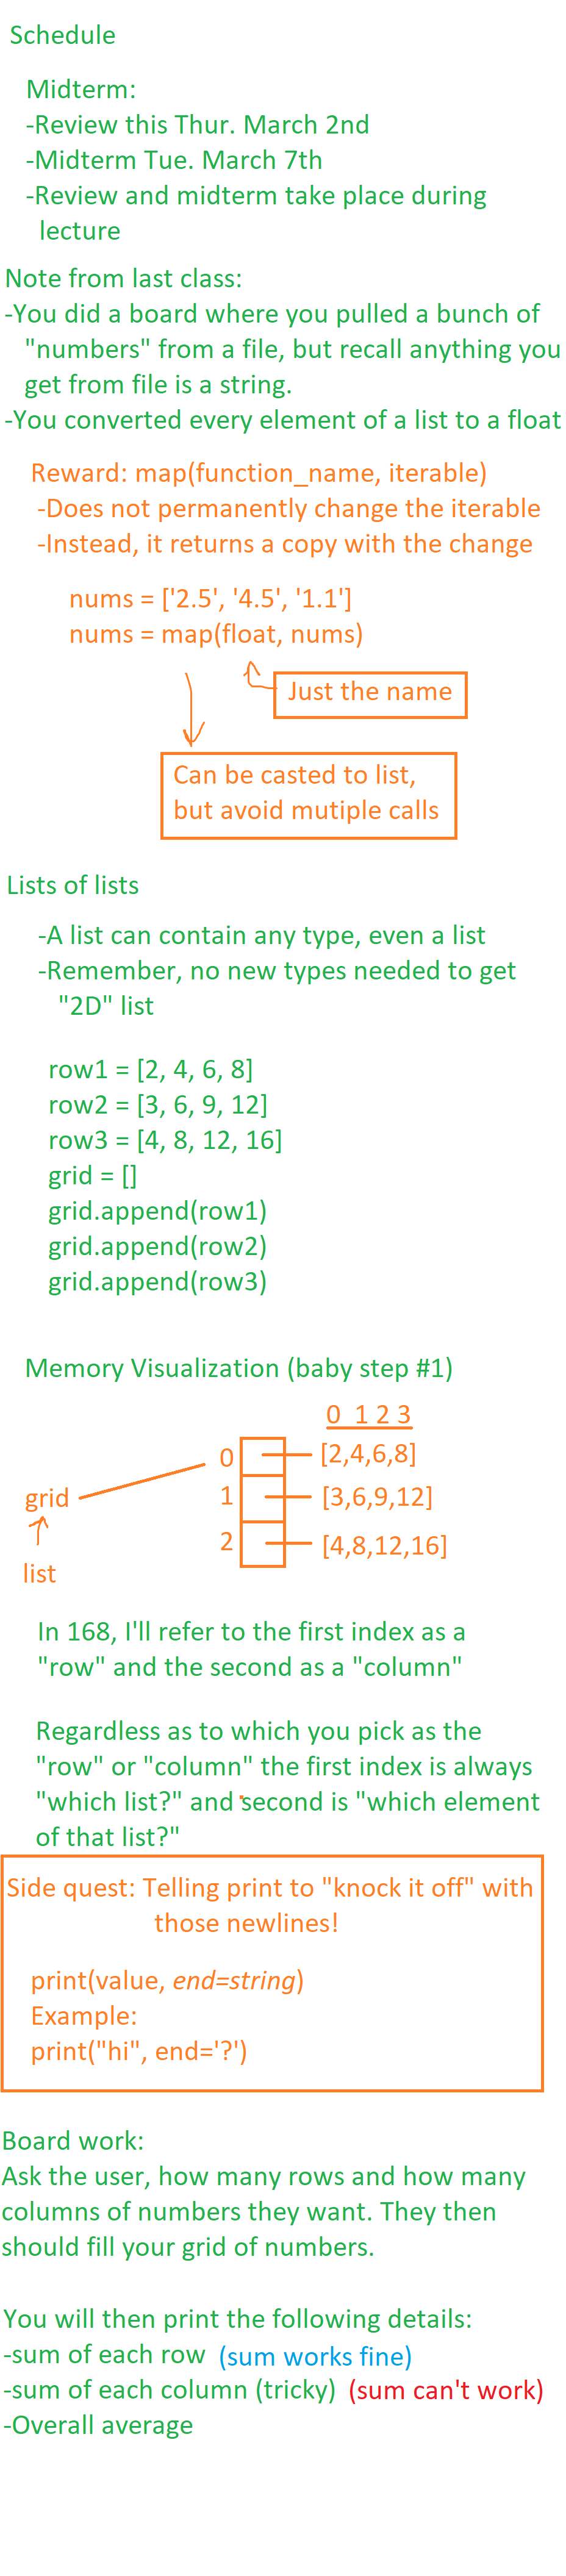 Schedule
Midterm:
-Review this Thur. March 2nd
-Midterm Tue. March 7th
-Review and midterm take place during
lecture
Note from last class:
-You did a board where you pulled a bunch of
"numbers" from a file, but recall anything you
get from file is a string.
-You converted every element of a list to a float
Reward: map(function_name, iterable)
-Does not permanently change the iterable
-Instead, it returns a copy with the change
nums = ['2.5', '4.5', '1.1']
nums = map(float, nums)
Just the name
Can be casted to list,
but avoid mutiple calls
Lists of lists
-A list can contain any type, even a list
-Remember, no new types needed to get
"2D" list
row1 = [2, 4, 6, 8]
row2 = [3, 6, 9, 12]
row3 = [4, 8, 12, 16]
grid = []
grid.append(row1)
grid.append(row2)
grid.append(row3)
Memory Visualization (baby step #1)
0 1 2 3
0 [2,4,6,8]
grid 1 [3,6,9,12]
2 [4,8,12,16]
list
In 168, I'll refer to the first index as a
"row" and the second as a "column"
Regardless as to which you pick as the
"row" or "column" the first index is always
"which list?" and second is "which element
of that list?"
Side quest: Telling print to "knock it off" with
those newlines!
print(value, end=string)
Example:
print("hi", end='?')
Board work:
Ask the user, how many rows and how many
columns of numbers they want. They then
should fill your grid of numbers.
You will then print the following details:
-sum of each row (sum works fine)
-sum of each column (tricky) (sum can't work)
-Overall average